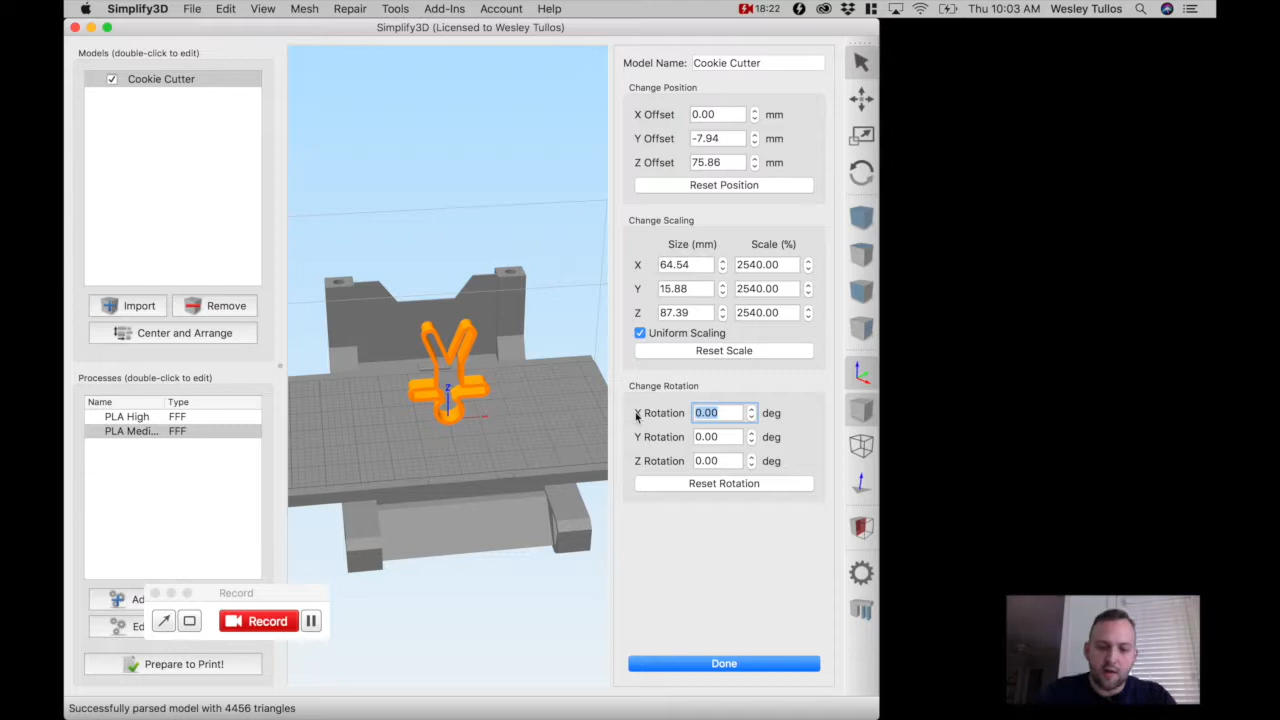 Simplify3D File Edit View Mesh Repair Tools Add-Ins Account Help 18:22 Thu 10:03 AM Wesley Tullos
Simplify3D (Licensed to Wesley Tullos)
Models (double-click to edit)
Cookie Cutter
Import Remove
Center and Arrange
Processes (double-click to edit)
Name Type
PLA High FFF
PLA Medi... FFF
Record
Ad
Record
Ed
Prepare to Print!
Z
Model Name: Cookie Cutter
Change Position
X Offset 0.00 mm
Y Offset -7.94 mm
Z Offset 75.86 mm
Reset Position
Change Scaling
Size (mm) Scale (%)
X 64.54 2540.00
Y 15.88 2540.00
Z 87.39 2540.00
Uniform Scaling
Reset Scale
Change Rotation
X Rotation 0.00 deg
Y Rotation 0.00 deg
Z Rotation 0.00 deg
Reset Rotation
Done
Successfully parsed model with 4456 triangles